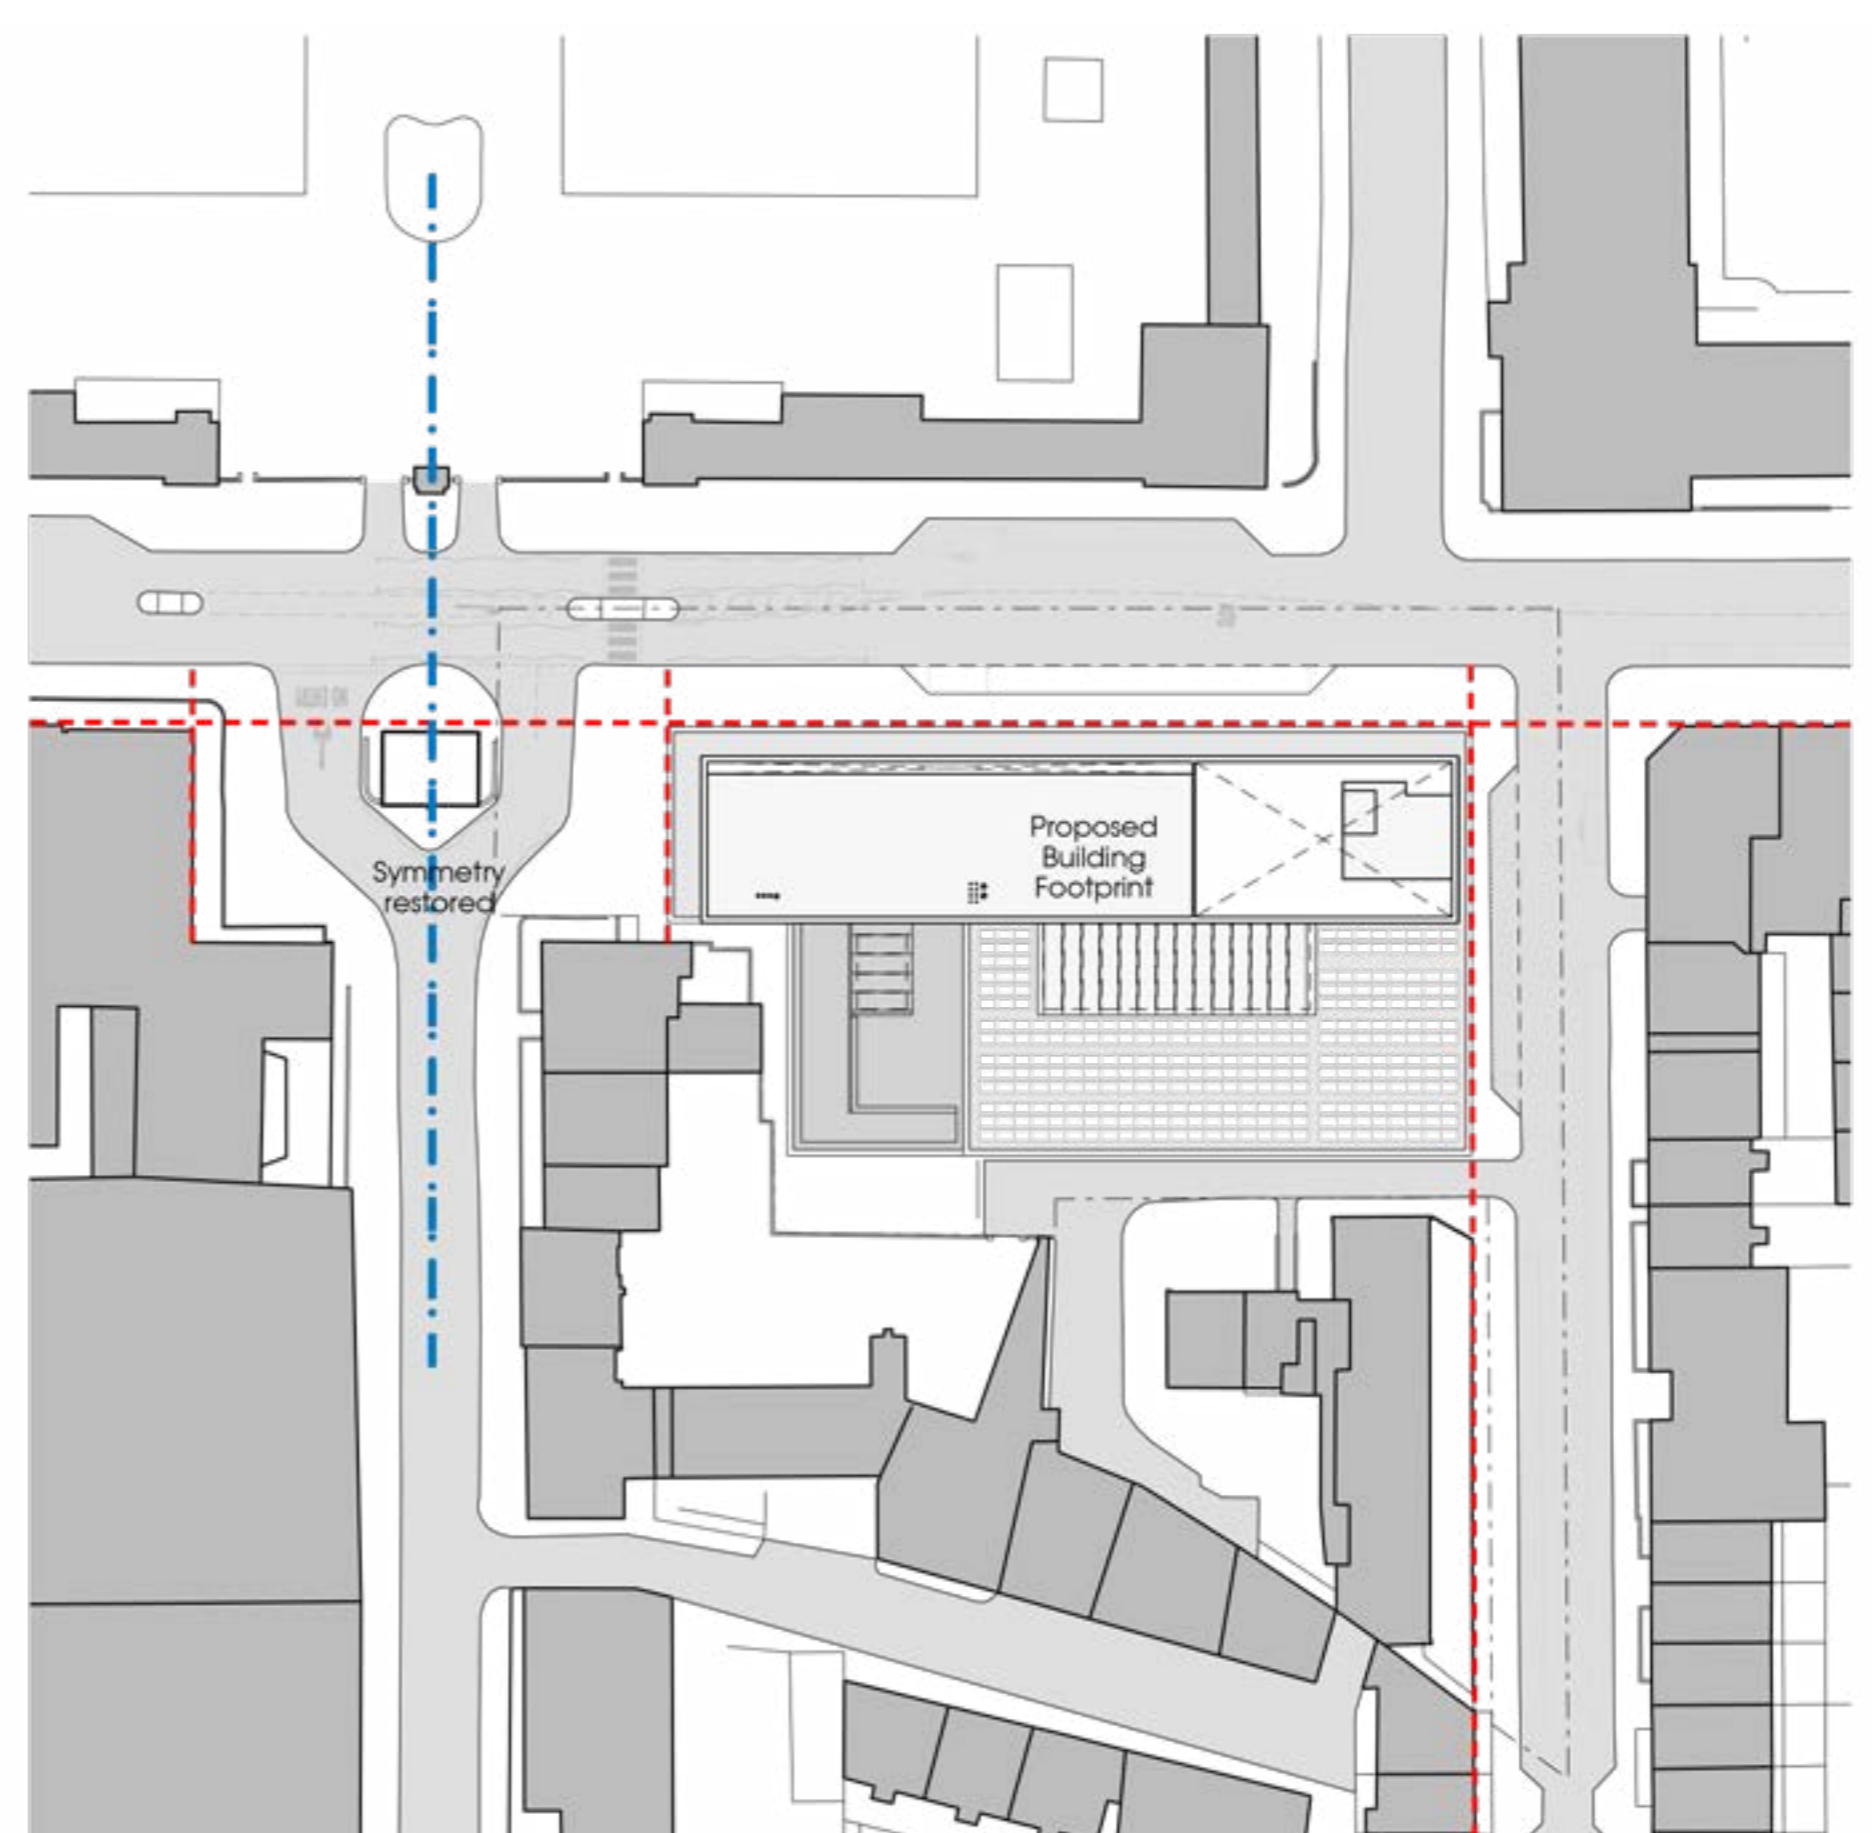 Proposed
Building
Footprint
Symmetry
restored